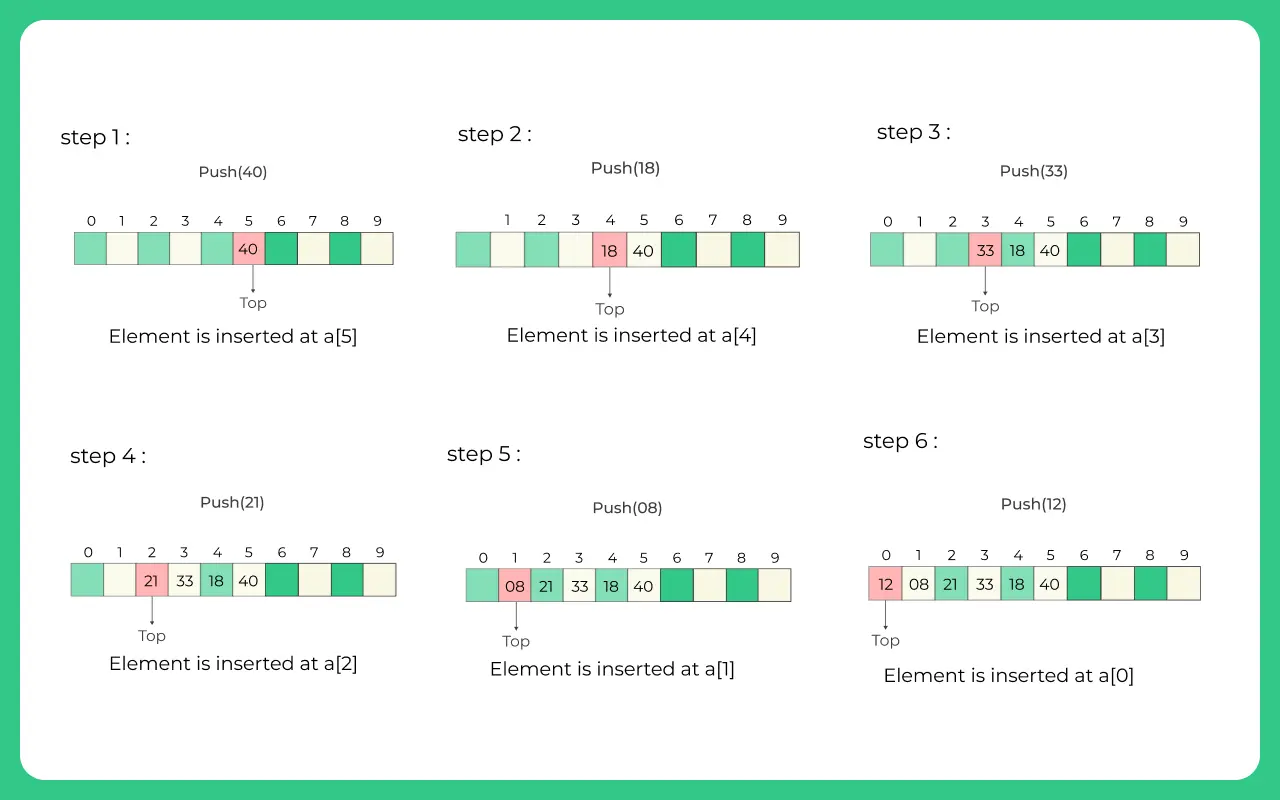 step 1 :
Push(40)
0 1 2 3 4 5 6 7 8 9
40
Top
Element is inserted at a[5]
step 2 :
Push(18)
1 2 3 4 5 6 7 8 9
18 40
Top
Element is inserted at a[4]
step 3 :
Push(33)
0 1 2 3 4 5 6 7 8 9
33 18 40
Top
Element is inserted at a[3]
step 4 :
Push(21)
0 1 2 3 4 5 6 7 8 9
21 33 18 40
Top
Element is inserted at a[2]
step 5 :
Push(08)
0 1 2 3 4 5 6 7 8 9
08 21 33 18 40
Top
Element is inserted at a[1]
step 6 :
Push(12)
0 1 2 3 4 5 6 7 8 9
12 08 21 33 18 40
Top
Element is inserted at a[0]